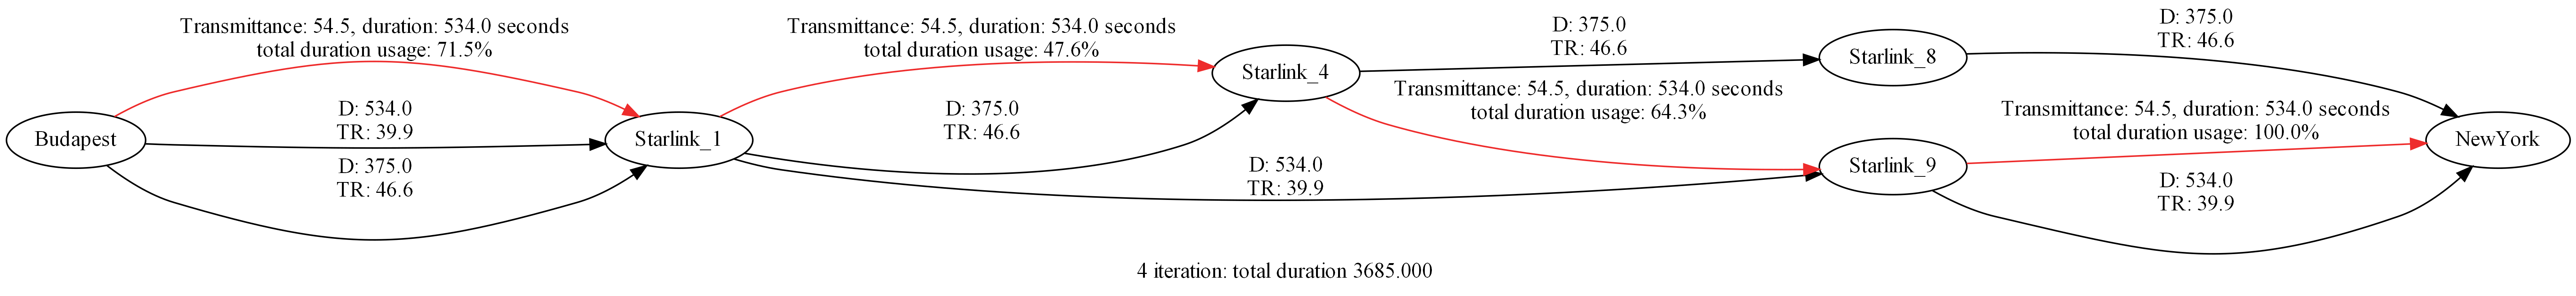 Transmittance: 54.5, duration: 534.0 seconds
total duration usage: 71.5%
Transmittance: 54.5, duration: 534.0 seconds
total duration usage: 47.6%
D: 375.0
TR: 46.6
D: 375.0
TR: 46.6
Starlink_8
Starlink_4
Transmittance: 54.5, duration: 534.0 seconds
total duration usage: 64.3%
D: 534.0
TR: 39.9
D: 375.0
TR: 46.6
Transmittance: 54.5, duration: 534.0 seconds
total duration usage: 100.0%
Budapest
Starlink_1
NewYork
D: 375.0
TR: 46.6
D: 534.0
TR: 39.9
Starlink_9
D: 534.0
TR: 39.9
4 iteration: total duration 3685.000